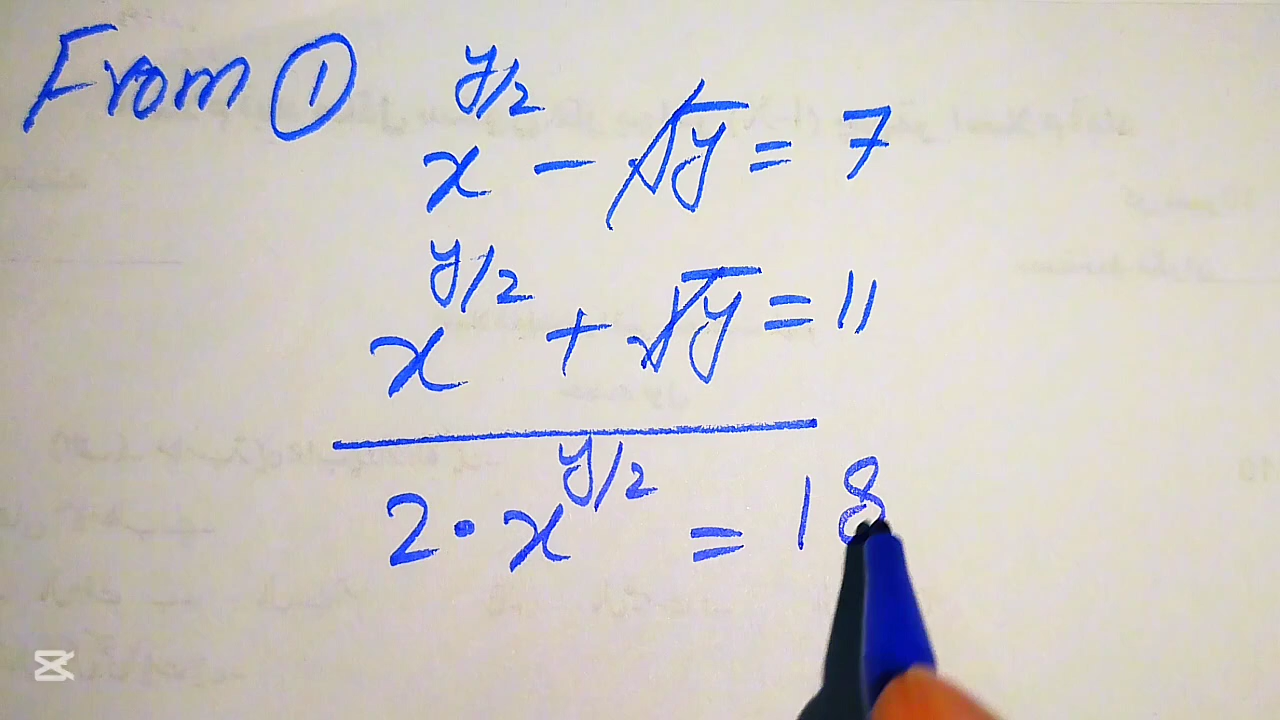 From ①
x^{y/2} - √y = 7
x^{y/2} + √y = 11
2 · x^{y/2} = 18